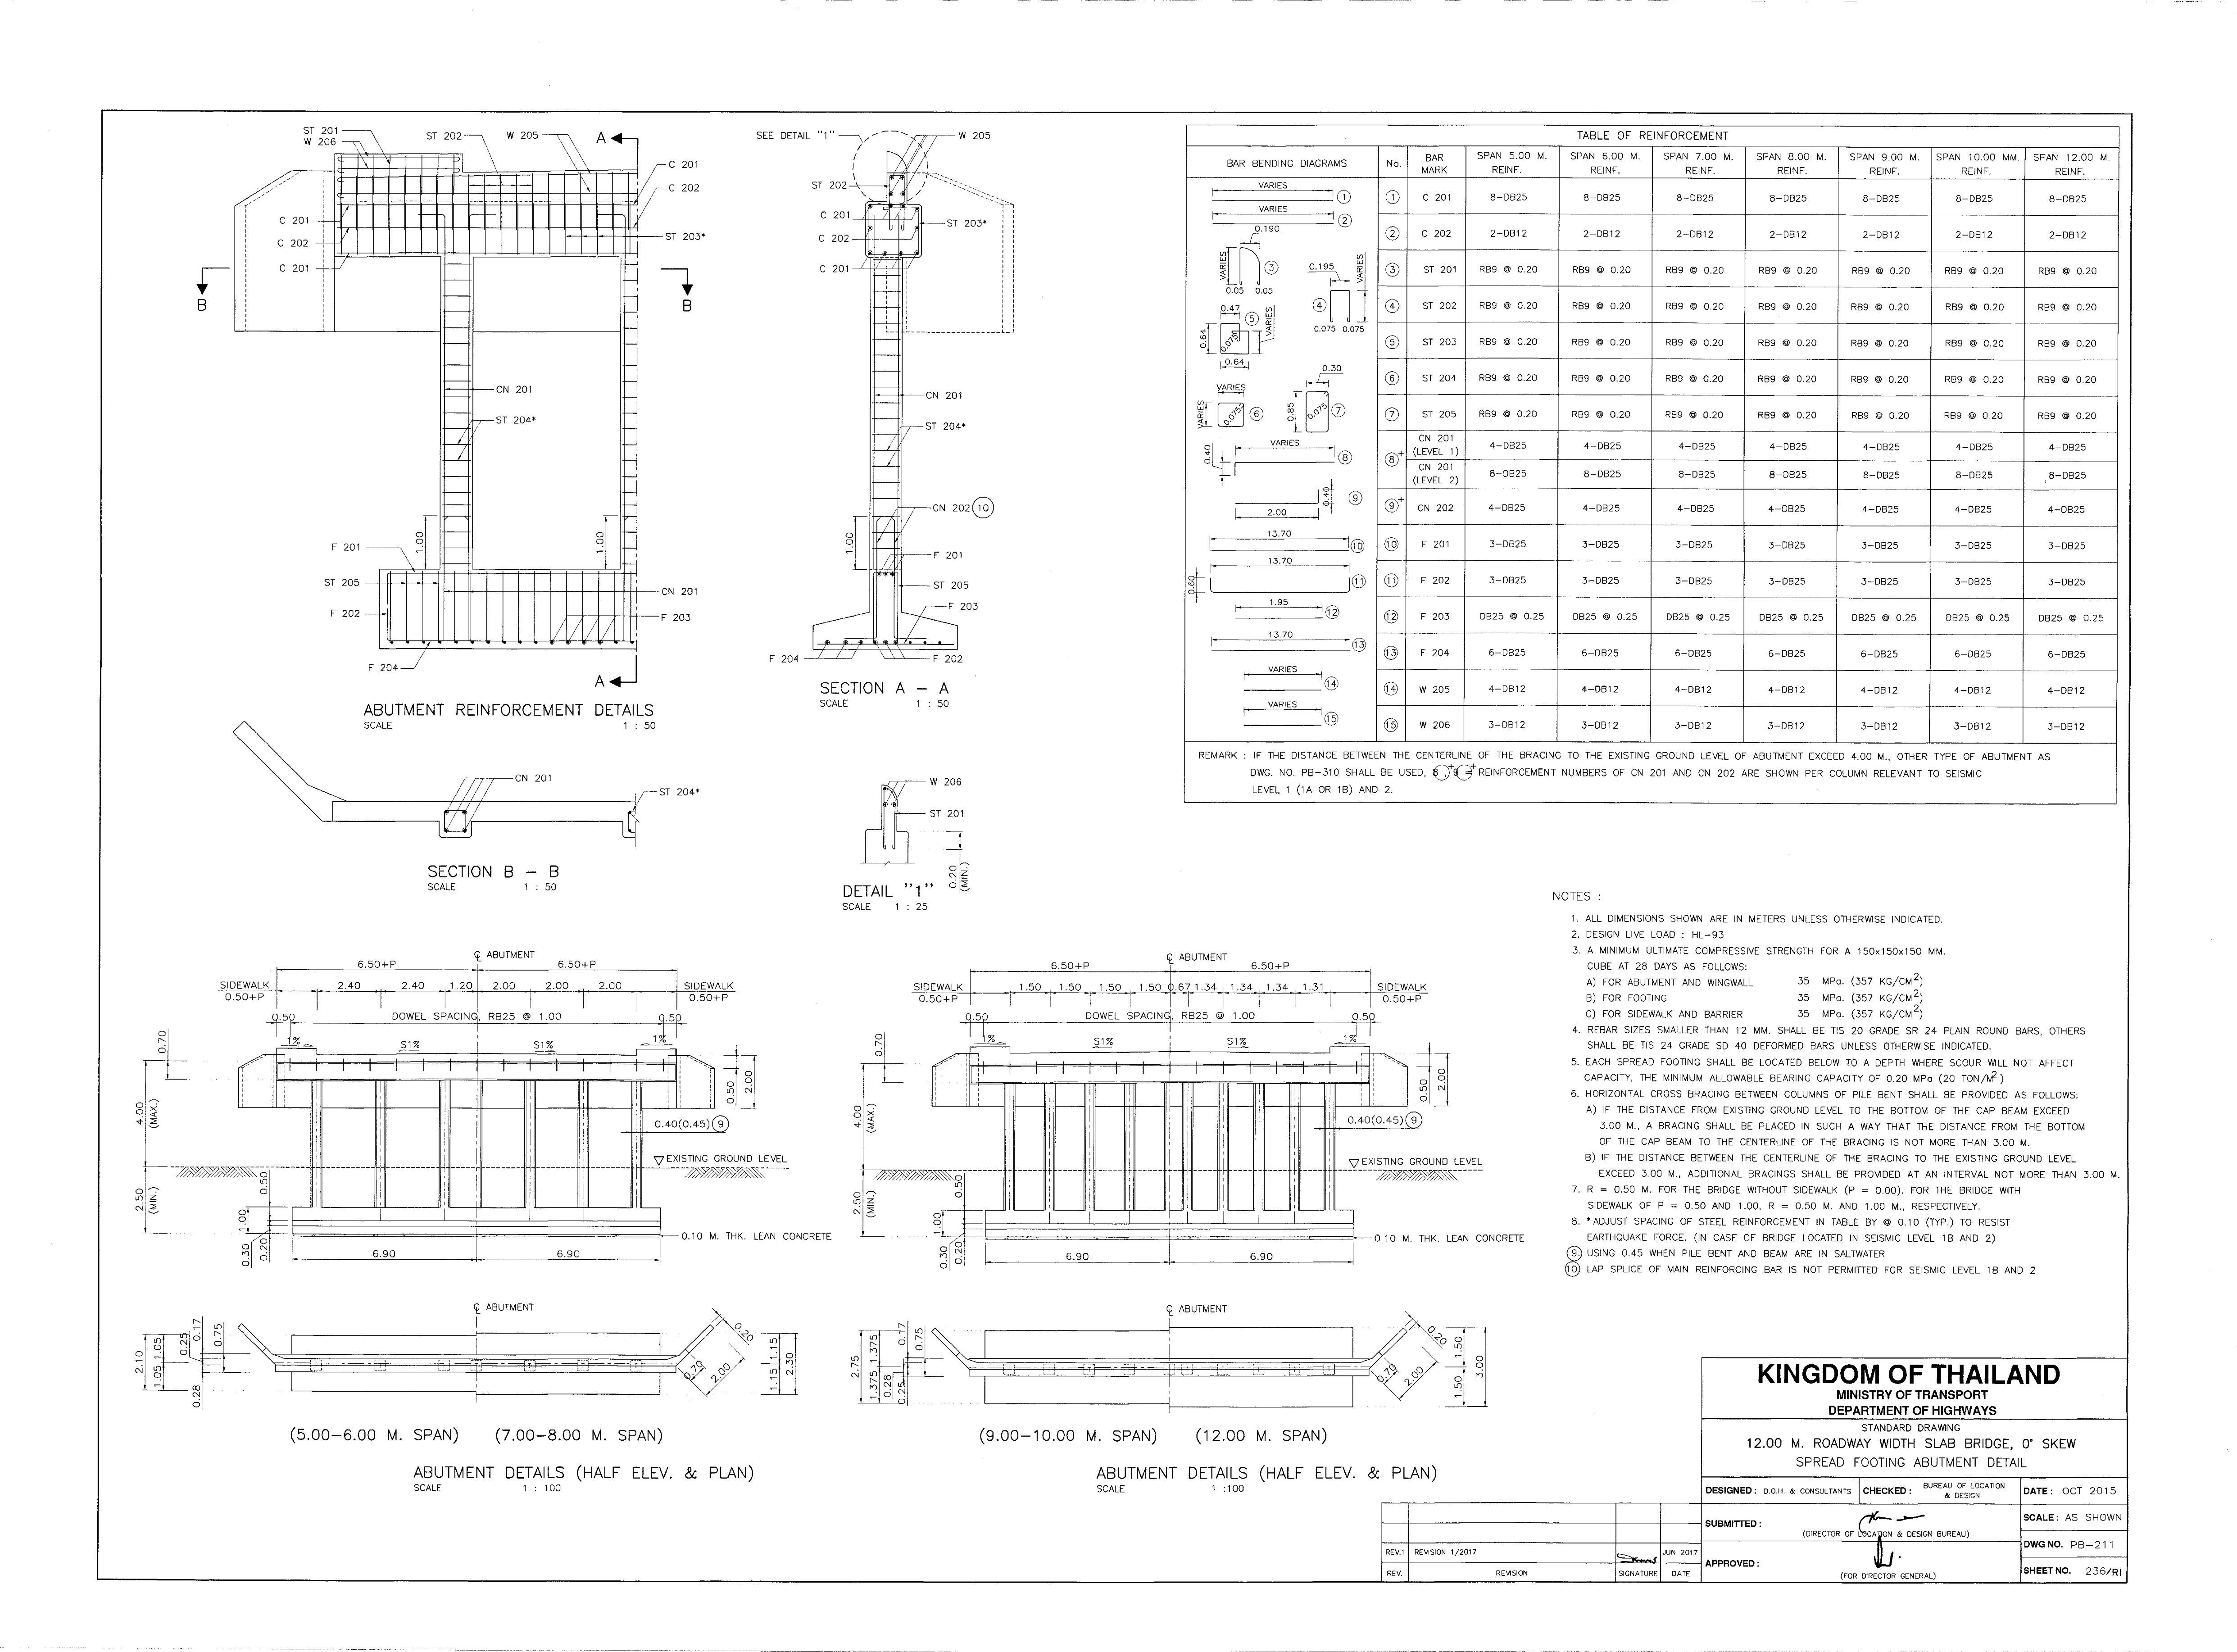 ST 201
W 206
ST 202
W 205
A
C 201
C 202
C 201
C 202
C 201
ST 203*
B
B
CN 201
ST 204*
1.00
1.00
F 201
ST 205
F 202
CN 201
F 203
F 204
A
ABUTMENT REINFORCEMENT DETAILS
SCALE 1 : 50
SEE DETAIL "1"
W 205
ST 202
C 201
ST 203*
C 202
C 201
CN 201
ST 204*
CN 202 10
1.00
F 201
ST 205
F 203
F 204
F 202
SECTION A – A
SCALE 1 : 50
CN 201
ST 204*
SECTION B – B
SCALE 1 : 50
W 206
ST 201
0.20
(MIN.)
DETAIL "1"
SCALE 1 : 25
TABLE OF REINFORCEMENT
BAR BENDING DIAGRAMS No. BAR MARK SPAN 5.00 M. REINF. SPAN 6.00 M. REINF. SPAN 7.00 M. REINF. SPAN 8.00 M. REINF. SPAN 9.00 M. REINF. SPAN 10.00 MM. REINF. SPAN 12.00 M. REINF.
VARIES 1
VARIES 2
0.190
VARIES 3
0.05 0.05
0.195
VARIES
4
0.075 0.075
0.47
5
VARIES
0.64
0.075
0.64
VARIES
VARIES
0.075
6
0.30
0.85
0.075
7
VARIES
0.40
8
0.40
9
2.00
13.70
10
13.70
0.60
11
1.95
12
13.70
13
VARIES
14
VARIES
15
1 C 201 8-DB25 8-DB25 8-DB25 8-DB25 8-DB25 8-DB25 8-DB25
2 C 202 2-DB12 2-DB12 2-DB12 2-DB12 2-DB12 2-DB12 2-DB12
3 ST 201 RB9 @ 0.20 RB9 @ 0.20 RB9 @ 0.20 RB9 @ 0.20 RB9 @ 0.20 RB9 @ 0.20 RB9 @ 0.20
4 ST 202 RB9 @ 0.20 RB9 @ 0.20 RB9 @ 0.20 RB9 @ 0.20 RB9 @ 0.20 RB9 @ 0.20 RB9 @ 0.20
5 ST 203 RB9 @ 0.20 RB9 @ 0.20 RB9 @ 0.20 RB9 @ 0.20 RB9 @ 0.20 RB9 @ 0.20 RB9 @ 0.20
6 ST 204 RB9 @ 0.20 RB9 @ 0.20 RB9 @ 0.20 RB9 @ 0.20 RB9 @ 0.20 RB9 @ 0.20 RB9 @ 0.20
7 ST 205 RB9 @ 0.20 RB9 @ 0.20 RB9 @ 0.20 RB9 @ 0.20 RB9 @ 0.20 RB9 @ 0.20 RB9 @ 0.20
8+ CN 201 (LEVEL 1) 4-DB25 4-DB25 4-DB25 4-DB25 4-DB25 4-DB25 4-DB25
CN 201 (LEVEL 2) 8-DB25 8-DB25 8-DB25 8-DB25 8-DB25 8-DB25 8-DB25
9+ CN 202 4-DB25 4-DB25 4-DB25 4-DB25 4-DB25 4-DB25 4-DB25
10 F 201 3-DB25 3-DB25 3-DB25 3-DB25 3-DB25 3-DB25 3-DB25
11 F 202 3-DB25 3-DB25 3-DB25 3-DB25 3-DB25 3-DB25 3-DB25
12 F 203 DB25 @ 0.25 DB25 @ 0.25 DB25 @ 0.25 DB25 @ 0.25 DB25 @ 0.25 DB25 @ 0.25 DB25 @ 0.25
13 F 204 6-DB25 6-DB25 6-DB25 6-DB25 6-DB25 6-DB25 6-DB25
14 W 205 4-DB12 4-DB12 4-DB12 4-DB12 4-DB12 4-DB12 4-DB12
15 W 206 3-DB12 3-DB12 3-DB12 3-DB12 3-DB12 3-DB12 3-DB12
REMARK : IF THE DISTANCE BETWEEN THE CENTERLINE OF THE BRACING TO THE EXISTING GROUND LEVEL OF ABUTMENT EXCEED 4.00 M., OTHER TYPE OF ABUTMENT AS
DWG. NO. PB-310 SHALL BE USED, 8+, 9+ = REINFORCEMENT NUMBERS OF CN 201 AND CN 202 ARE SHOWN PER COLUMN RELEVANT TO SEISMIC
LEVEL 1 (1A OR 1B) AND 2.
NOTES :
1. ALL DIMENSIONS SHOWN ARE IN METERS UNLESS OTHERWISE INDICATED.
2. DESIGN LIVE LOAD : HL-93
3. A MINIMUM ULTIMATE COMPRESSIVE STRENGTH FOR A 150x150x150 MM.
CUBE AT 28 DAYS AS FOLLOWS:
A) FOR ABUTMENT AND WINGWALL 35 MPa. (357 KG/CM2)
B) FOR FOOTING 35 MPa. (357 KG/CM2)
C) FOR SIDEWALK AND BARRIER 35 MPa. (357 KG/CM2)
4. REBAR SIZES SMALLER THAN 12 MM. SHALL BE TIS 20 GRADE SR 24 PLAIN ROUND BARS, OTHERS
SHALL BE TIS 24 GRADE SD 40 DEFORMED BARS UNLESS OTHERWISE INDICATED.
5. EACH SPREAD FOOTING SHALL BE LOCATED BELOW TO A DEPTH WHERE SCOUR WILL NOT AFFECT
CAPACITY, THE MINIMUM ALLOWABLE BEARING CAPACITY OF 0.20 MPa (20 TON/M2)
6. HORIZONTAL CROSS BRACING BETWEEN COLUMNS OF PILE BENT SHALL BE PROVIDED AS FOLLOWS:
A) IF THE DISTANCE FROM EXISTING GROUND LEVEL TO THE BOTTOM OF THE CAP BEAM EXCEED
3.00 M., A BRACING SHALL BE PLACED IN SUCH A WAY THAT THE DISTANCE FROM THE BOTTOM
OF THE CAP BEAM TO THE CENTERLINE OF THE BRACING IS NOT MORE THAN 3.00 M.
B) IF THE DISTANCE BETWEEN THE CENTERLINE OF THE BRACING TO THE EXISTING GROUND LEVEL
EXCEED 3.00 M., ADDITIONAL BRACINGS SHALL BE PROVIDED AT AN INTERVAL NOT MORE THAN 3.00 M.
7. R = 0.50 M. FOR THE BRIDGE WITHOUT SIDEWALK (P = 0.00). FOR THE BRIDGE WITH
SIDEWALK OF P = 0.50 AND 1.00, R = 0.50 M. AND 1.00 M., RESPECTIVELY.
8. *ADJUST SPACING OF STEEL REINFORCEMENT IN TABLE BY @ 0.10 (TYP.) TO RESIST
EARTHQUAKE FORCE. (IN CASE OF BRIDGE LOCATED IN SEISMIC LEVEL 1B AND 2)
9. USING 0.45 WHEN PILE BENT AND BEAM ARE IN SALTWATER
10 LAP SPLICE OF MAIN REINFORCING BAR IS NOT PERMITTED FOR SEISMIC LEVEL 1B AND 2
℄ ABUTMENT
6.50+P 6.50+P
SIDEWALK 2.40 2.40 1.20 2.00 2.00 2.00 SIDEWALK
0.50+P 0.50+P
0.50 DOWEL SPACING, RB25 @ 1.00 0.50
0.70
1% S1% S1% 1%
0.50
2.00
4.00
(MAX.)
0.40(0.45) 9
EXISTING GROUND LEVEL
2.50
(MIN.)
0.50
1.00
0.30
0.20
0.10 M. THK. LEAN CONCRETE
6.90 6.90
℄ ABUTMENT
2.10
1.05 1.05
0.25
0.17
0.75
0.28
0.20
0.70
2.00
1.15 1.15
2.30
(5.00-6.00 M. SPAN) (7.00-8.00 M. SPAN)
ABUTMENT DETAILS (HALF ELEV. & PLAN)
SCALE 1 : 100
℄ ABUTMENT
6.50+P 6.50+P
SIDEWALK 1.50 1.50 1.50 1.50 0.67 1.34 1.34 1.34 1.31 SIDEWALK
0.50+P 0.50+P
0.50 DOWEL SPACING, RB25 @ 1.00 0.50
0.70
1% S1% S1% 1%
0.50
2.00
4.00
(MAX.)
0.40(0.45) 9
EXISTING GROUND LEVEL
2.50
(MIN.)
0.50
1.00
0.30
0.20
0.10 M. THK. LEAN CONCRETE
6.90 6.90
℄ ABUTMENT
2.75
1.375 1.375
0.28
0.25
0.17
0.75
0.20
0.70
2.00
1.50 1.50
3.00
(9.00-10.00 M. SPAN) (12.00 M. SPAN)
ABUTMENT DETAILS (HALF ELEV. & PLAN)
SCALE 1 :100
KINGDOM OF THAILAND
MINISTRY OF TRANSPORT
DEPARTMENT OF HIGHWAYS
STANDARD DRAWING
12.00 M. ROADWAY WIDTH SLAB BRIDGE, 0° SKEW
SPREAD FOOTING ABUTMENT DETAIL
DESIGNED : D.O.H. & CONSULTANTS CHECKED : BUREAU OF LOCATION & DESIGN DATE : OCT 2015
SUBMITTED :
(DIRECTOR OF LOCATION & DESIGN BUREAU)
SCALE : AS SHOWN
APPROVED :
(FOR DIRECTOR GENERAL)
DWG NO. PB-211
SHEET NO. 236/R1
REV.1 REVISION 1/2017 JUN 2017
REV. REVISION SIGNATURE DATE